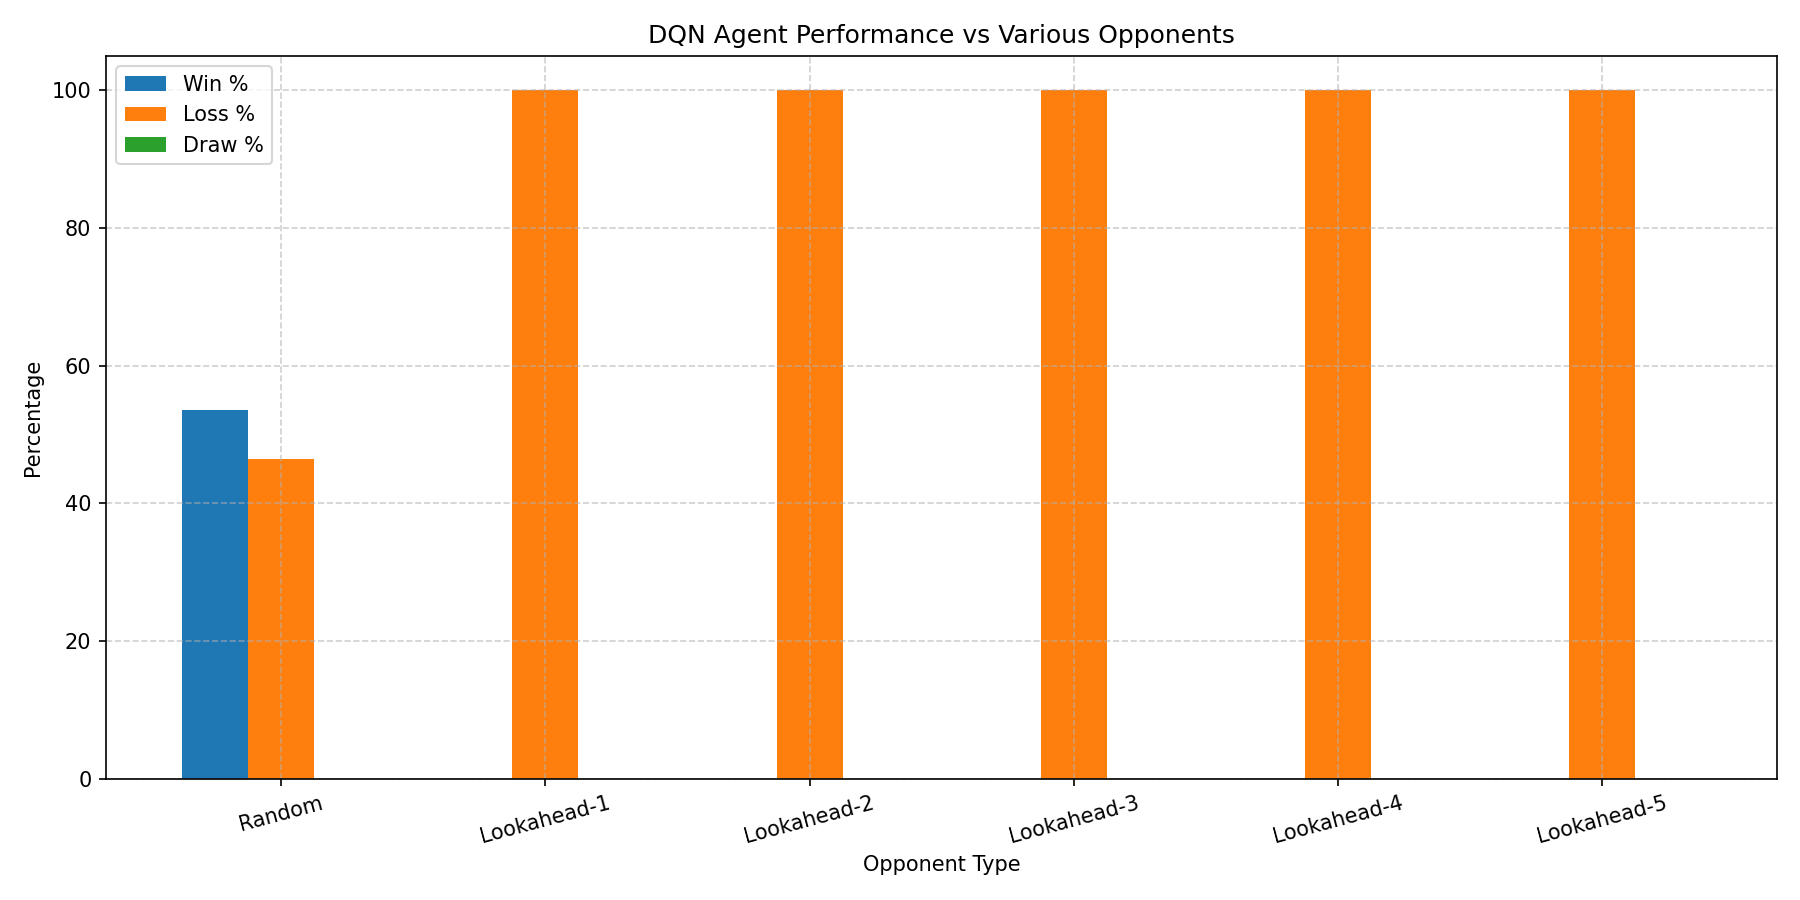 DQN Agent Performance vs Various Opponents
Win %
Loss %
Draw %
Percentage
100
80
60
40
20
0
Random
Lookahead-1
Lookahead-2
Lookahead-3
Lookahead-4
Lookahead-5
Opponent Type